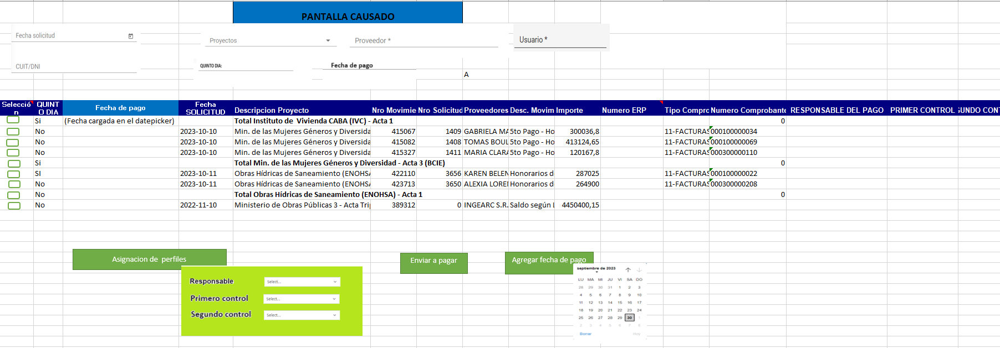 PANTALLA CAUSADO
Fecha solicitud
Proyectos
Proveedor *
Usuario *
CUIT/DNI
QUINTO DIA:
Fecha de pago
A
Selecció n QUINT O DIA Fecha de pago Fecha SOLICITUD Descripcion Proyecto Nro Movimie Nro Solicitud Proveedores Desc. Movim Importe Numero ERP Tipo Compro Numero Comprobante RESPONSABLE DEL PAGO PRIMER CONTROL GUNDO CONT
Si (Fecha cargada en el datepicker) Total Instituto de Vivienda CABA (IVC) - Acta 1 0
No 2023-10-10 Min. de las Mujeres Géneros y Diversida 415067 1409 GABRIELA MA 5to Pago - Ho 300036,8 11-FACTURAS 000100000034
No 2023-10-10 Min. de las Mujeres Géneros y Diversida 415082 1408 TOMAS BOUL 5to Pago - Ho 413124,65 11-FACTURAS 000100000069
No 2023-10-10 Min. de las Mujeres Géneros y Diversida 415327 1411 MARIA CLARA 5to Pago - Ho 120167,8 11-FACTURAS 000300000110
Si Total Min. de las Mujeres Géneros y Diversidad - Acta 3 (BCIE) 0
SI 2023-10-11 Obras Hídricas de Saneamiento (ENOHSA 422110 3656 KAREN BELEN Honorarios d 287025 11-FACTURAS 000100000022
No 2023-10-11 Obras Hídricas de Saneamiento (ENOHSA 423713 3650 ALEXIA LOREI Honorarios d 264900 11-FACTURAS 000300000208
No Total Obras Hídricas de Saneamiento (ENOHSA) - Acta 1 0
No 2022-11-10 Ministerio de Obras Públicas 3 - Acta Trip 389312 0 INGEARC S.R. Saldo según L 4450400,15
Asignacion de perfiles
Enviar a pagar
Agregar fecha de pago
Responsable Select...
Primero control Select...
Segundo control Select...
septiembre de 2023
LU MA MI JU VI SA DO
28 29 30 31 1 2 3
4 5 6 7 8 9 10
11 12 13 14 15 16 17
18 19 20 21 22 23 24
25 26 27 28 29 30 1
2 3 4 5 6 7 8
Borrar Hoy